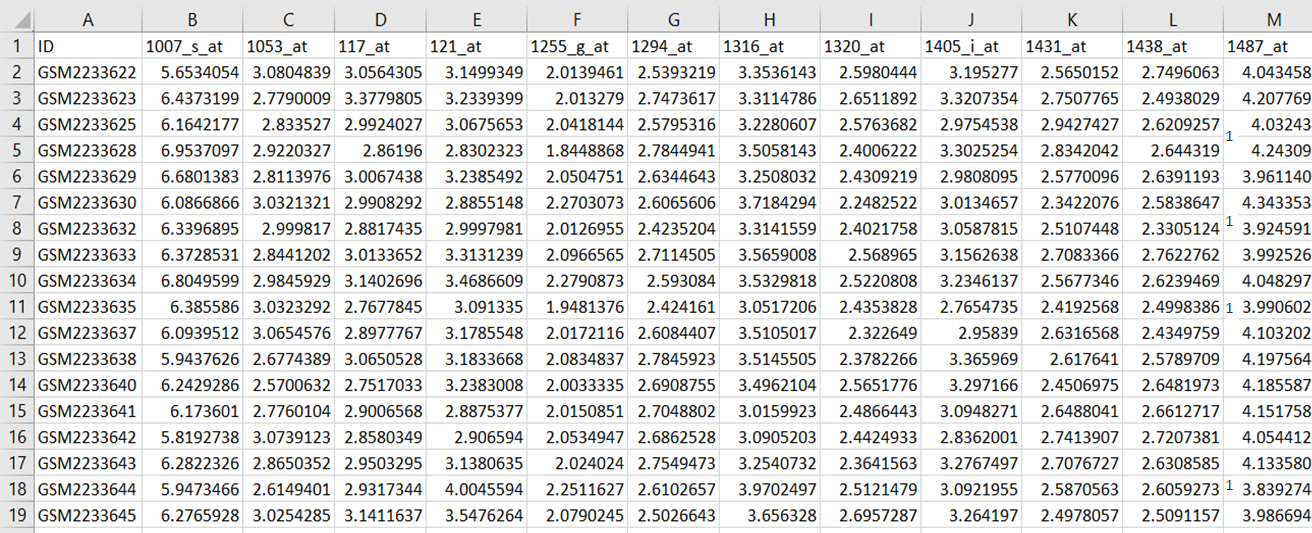 A B C D E F G H I J K L M
1 ID 1007_s_at 1053_at 117_at 121_at 1255_g_at 1294_at 1316_at 1320_at 1405_i_at 1431_at 1438_at 1487_at
2 GSM2233622 5.6534054 3.0804839 3.0564305 3.1499349 2.0139461 2.5393219 3.3536143 2.5980444 3.195277 2.5650152 2.7496063 4.043458
3 GSM2233623 6.4373199 2.7790009 3.3779805 3.2339399 2.013279 2.7473617 3.3114786 2.6511892 3.3207354 2.7507765 2.4938029 4.207769
4 GSM2233625 6.1642177 2.833527 2.9924027 3.0675653 2.0418144 2.5795316 3.2280607 2.5763682 2.9754538 2.9427427 2.6209257 1 4.03243
5 GSM2233628 6.9537097 2.9220327 2.86196 2.8302323 1.8448868 2.7844941 3.5058143 2.4006222 3.3025254 2.8342042 2.644319 4.24309
6 GSM2233629 6.6801383 2.8113976 3.0067438 3.2385492 2.0504751 2.6344643 3.2508032 2.4309219 2.9808095 2.5770096 2.6391193 3.961140
7 GSM2233630 6.0866866 3.0321321 2.9908292 2.8855148 2.2703073 2.6065606 3.7184294 2.2482522 3.0134657 2.3422076 2.5838647 4.343353
8 GSM2233632 6.3396895 2.999817 2.8817435 2.9997981 2.0126955 2.4235204 3.3141559 2.4021758 3.0587815 2.5107448 2.3305124 1 3.924591
9 GSM2233633 6.3728531 2.8441202 3.0133652 3.3131239 2.0966565 2.7114505 3.5659008 2.568965 3.1562638 2.7083366 2.7622762 3.992526
10 GSM2233634 6.8049599 2.9845929 3.1402696 3.4686609 2.2790873 2.593084 3.5329818 2.5220808 3.2346137 2.5677346 2.6239469 4.048297
11 GSM2233635 6.385586 3.0323292 2.7677845 3.091335 1.9481376 2.424161 3.0517206 2.4353828 2.7654735 2.4192568 2.4998386 1 3.990602
12 GSM2233637 6.0939512 3.0654576 2.8977767 3.1785548 2.0172116 2.6084407 3.5105017 2.322649 2.95839 2.6316568 2.4349759 4.103202
13 GSM2233638 5.9437626 2.6774389 3.0650528 3.1833668 2.0834837 2.7845923 3.5145505 2.3782266 3.365969 2.617641 2.5789709 4.197564
14 GSM2233640 6.2429286 2.5700632 2.7517033 3.2383008 2.0033335 2.6908755 3.4962104 2.5651776 3.297166 2.4506975 2.6481973 4.185587
15 GSM2233641 6.173601 2.7760104 2.9006568 2.8875377 2.0150851 2.7048802 3.0159923 2.4866443 3.0948271 2.6488041 2.6612717 4.151758
16 GSM2233642 5.8192738 3.0739123 2.8580349 2.906594 2.0534947 2.6862528 3.0905203 2.4424933 2.8362001 2.7413907 2.7207381 4.054412
17 GSM2233643 6.2822326 2.8650352 2.9503295 3.1380635 2.024024 2.7549473 3.2540732 2.3641563 3.2767497 2.7076727 2.6308585 4.133580
18 GSM2233644 5.9473466 2.6149401 2.9317344 4.0045594 2.2511627 2.6102657 3.9702497 2.5121479 3.0921955 2.5870563 2.6059273 1 3.839274
19 GSM2233645 6.2765928 3.0254285 3.1411637 3.5476264 2.0790245 2.5026643 3.656328 2.6957287 3.264197 2.4978057 2.5091157 3.986694